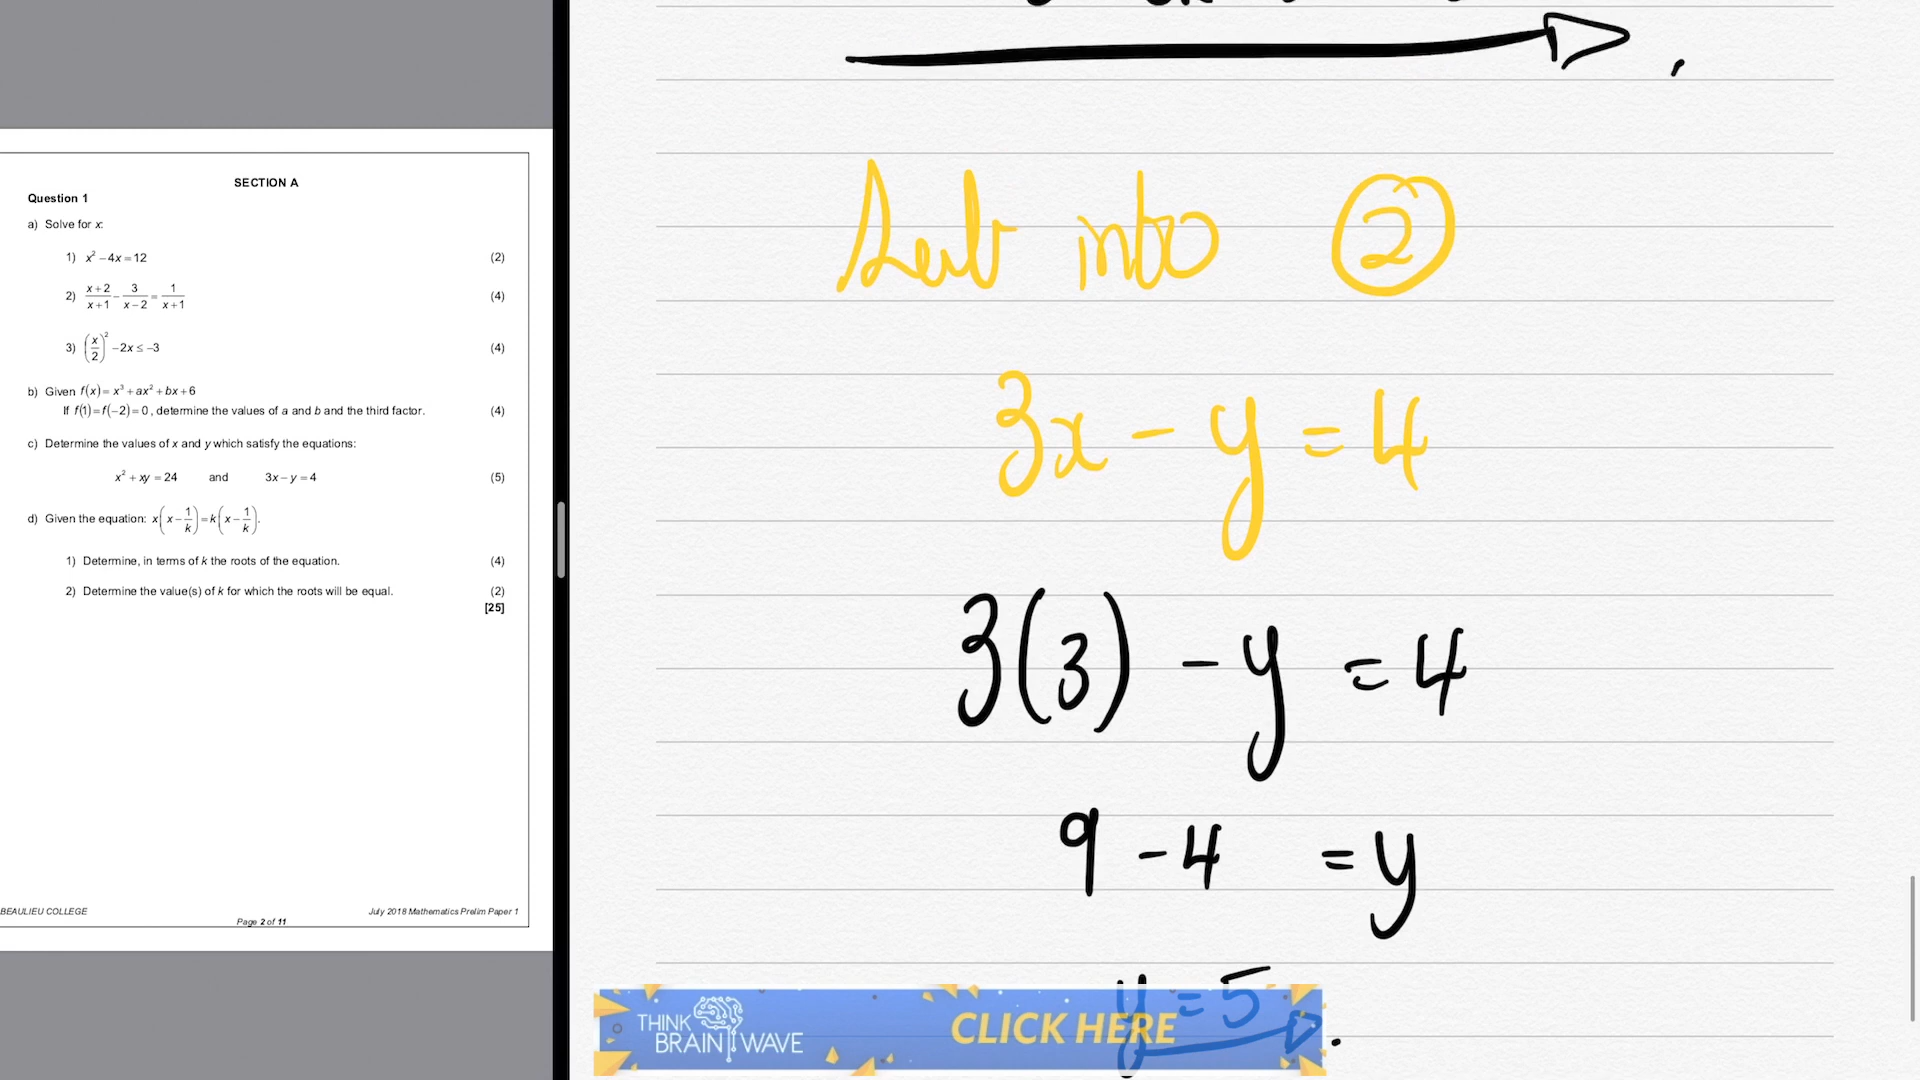 SECTION A
Question 1
a) Solve for x:
1) x² – 4x = 12 (2)
2) (x+2)/(x+1) – 3/(x–2) = 1/(x+1) (4)
3) (x/2)² – 2x ≤ –3 (4)
b) Given f(x) = x³ + ax² + bx + 6
If f(1) = f(–2) = 0, determine the values of a and b and the third factor. (4)
c) Determine the values of x and y which satisfy the equations:
x² + xy = 24 and 3x – y = 4 (5)
d) Given the equation: x(x – 1/k) = k(x – 1/k).
1) Determine, in terms of k the roots of the equation. (4)
2) Determine the value(s) of k for which the roots will be equal. (2)
[25]
BEAULIEU COLLEGE
July 2018 Mathematics Prelim Paper 1
Page 2 of 11
Sub into ②
3x – y = 4
3(3) – y = 4
9 – 4 = y
y = 5
THINK
BRAIN WAVE
CLICK HERE